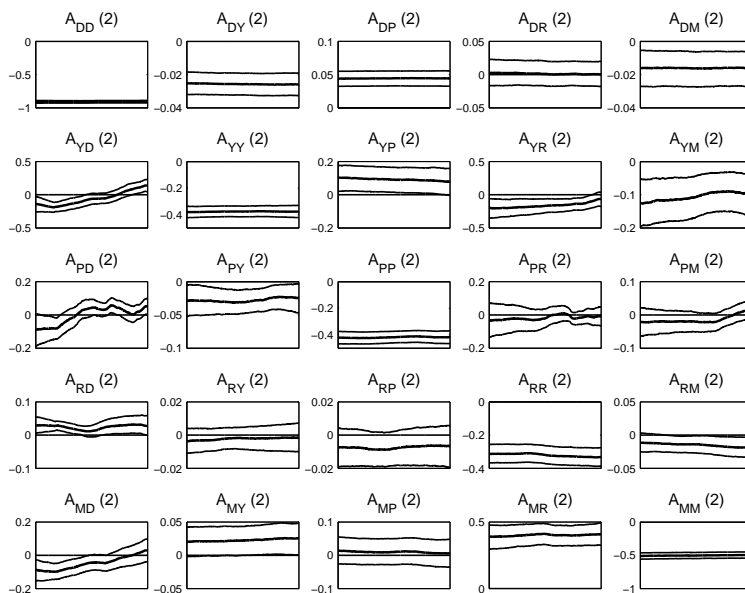 A_DD (2) A_DY (2) A_DP (2) A_DR (2) A_DM (2)
0 0 0.1 0.05 0
−0.5 −0.02 0.05 0 −0.02
−1 −0.04 0 −0.05 −0.04
A_YD (2) A_YY (2) A_YP (2) A_YR (2) A_YM (2)
0.5 0 0.2 0.5 0
0 −0.2 0 0 −0.1
−0.5 −0.4 −0.2 −0.5 −0.2
A_PD (2) A_PY (2) A_PP (2) A_PR (2) A_PM (2)
0.2 0 0 0.2 0.1
0 −0.05 −0.2 0 0
−0.2 −0.1 −0.4 −0.2 −0.1
A_RD (2) A_RY (2) A_RP (2) A_RR (2) A_RM (2)
0.1 0.02 0.02 0 0.05
0 0 0 −0.2 0
−0.1 −0.02 −0.02 −0.4 −0.05
A_MD (2) A_MY (2) A_MP (2) A_MR (2) A_MM (2)
0.2 0.05 0.1 0.5 0
0 0 0 −0.5
−0.2 −0.05 −0.1 0 −1